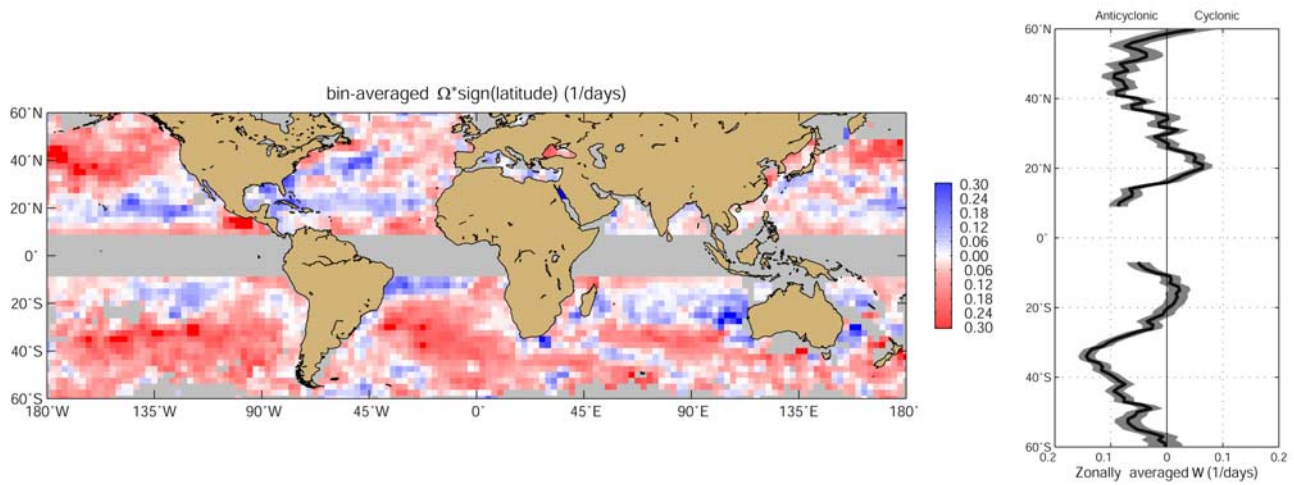 bin-averaged Ω*sign(latitude) (1/days)
60˚N
40˚N
20˚N
0˚
20˚S
40˚S
60˚S
180˚W 135˚W 90˚W 45˚W 0˚ 45˚E 90˚E 135˚E 180˚
0.30
0.24
0.18
0.12
0.06
0.00
0.06
0.12
0.18
0.24
0.30
Anticyclonic Cyclonic
60˚N
40˚N
20˚N
0˚
20˚S
40˚S
60˚S
0.2 0.1 0 0.1 0.2
Zonally averaged W (1/days)